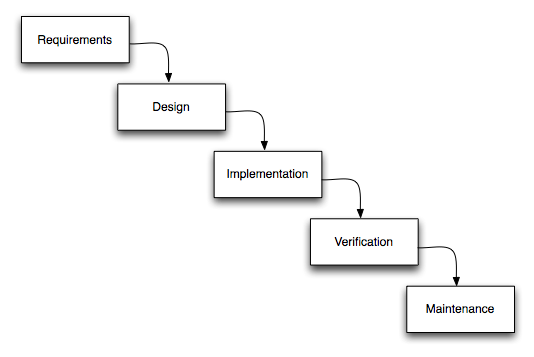 Requirements
Design
Implementation
Verification
Maintenance